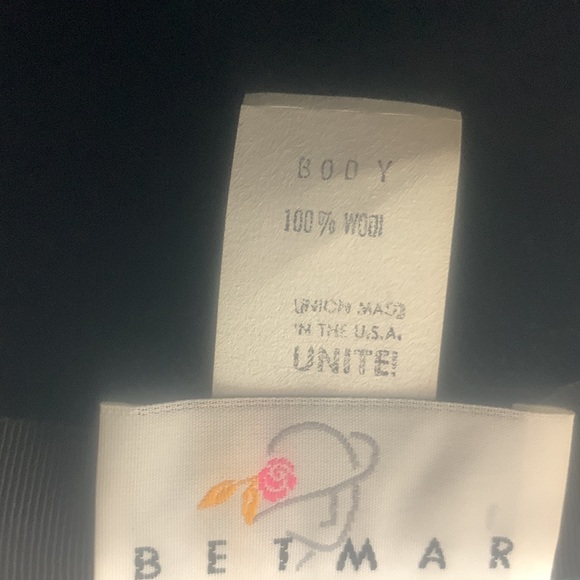 BODY
100% WOOL
UNION MADE
IN THE U.S.A.
UNITE!
BETMAR